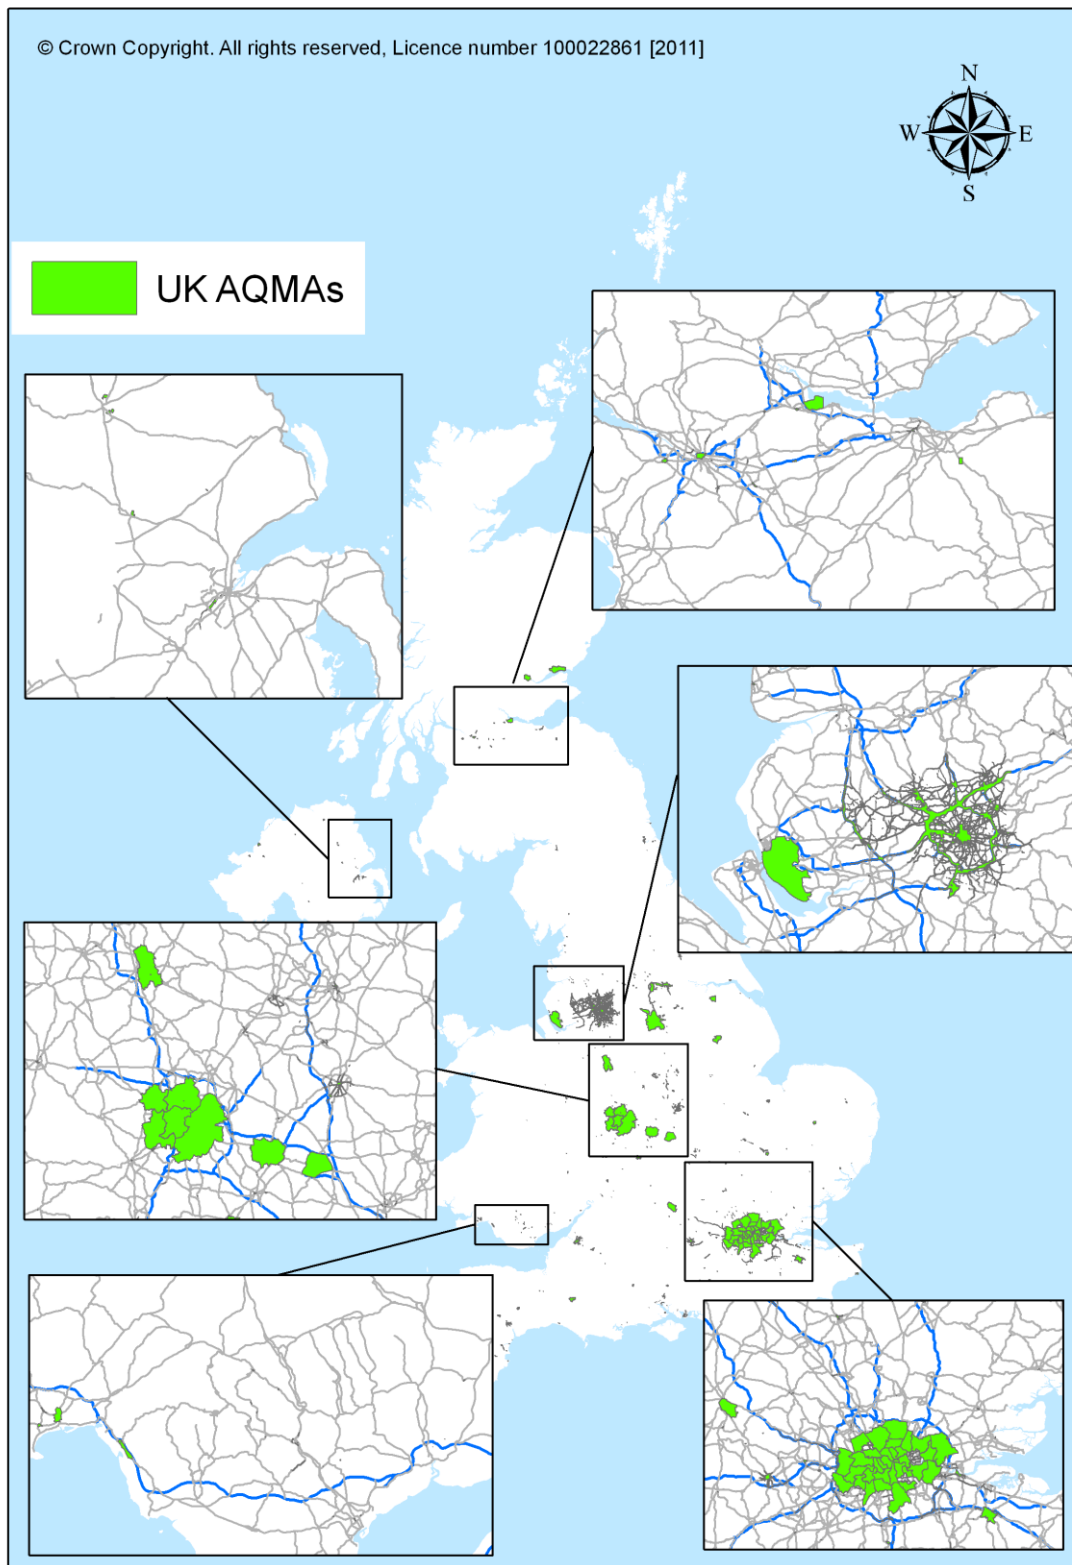 © Crown Copyright. All rights reserved, Licence number 100022861 [2011]
N
W E
S
UK AQMAs